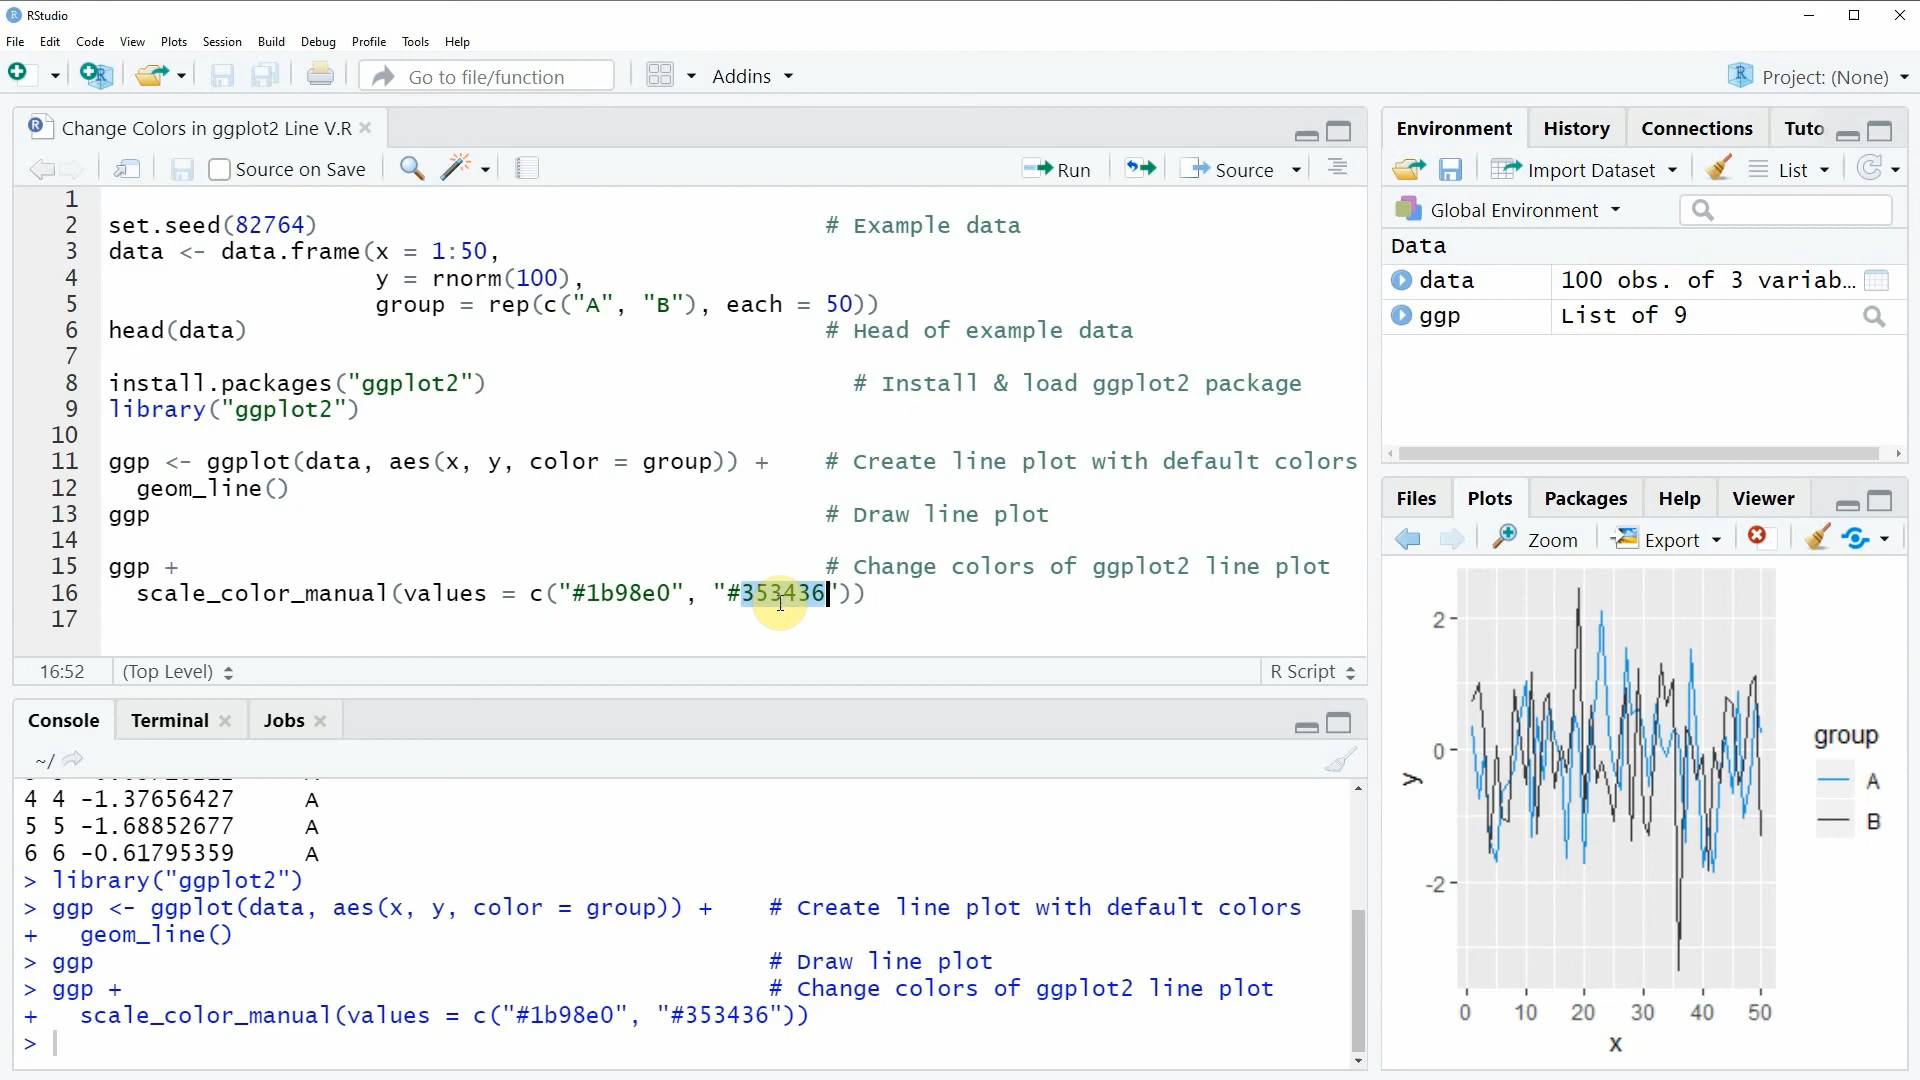 RStudio
File Edit Code View Plots Session Build Debug Profile Tools Help
Go to file/function Addins Project: (None)
Change Colors in ggplot2 Line V.R
Source on Save Run Source
1
2 set.seed(82764) # Example data
3 data <- data.frame(x = 1:50,
4 y = rnorm(100),
5 group = rep(c("A", "B"), each = 50))
6 head(data) # Head of example data
7
8 install.packages("ggplot2") # Install & load ggplot2 package
9 library("ggplot2")
10
11 ggp <- ggplot(data, aes(x, y, color = group)) + # Create line plot with default colors
12 geom_line()
13 ggp # Draw line plot
14
15 ggp + # Change colors of ggplot2 line plot
16 scale_color_manual(values = c("#1b98e0", "#353436"))
17
16:52 (Top Level) R Script
Console Terminal Jobs
~/
4 4 -1.37656427 A
5 5 -1.68852677 A
6 6 -0.61795359 A
> library("ggplot2")
> ggp <- ggplot(data, aes(x, y, color = group)) + # Create line plot with default colors
+ geom_line()
> ggp # Draw line plot
> ggp + # Change colors of ggplot2 line plot
+ scale_color_manual(values = c("#1b98e0", "#353436"))
>
Environment History Connections Tuto
Import Dataset List
Global Environment
Data
data 100 obs. of 3 variab...
ggp List of 9
Files Plots Packages Help Viewer
Zoom Export
2
0
-2
y
0 10 20 30 40 50
x
group
A
B